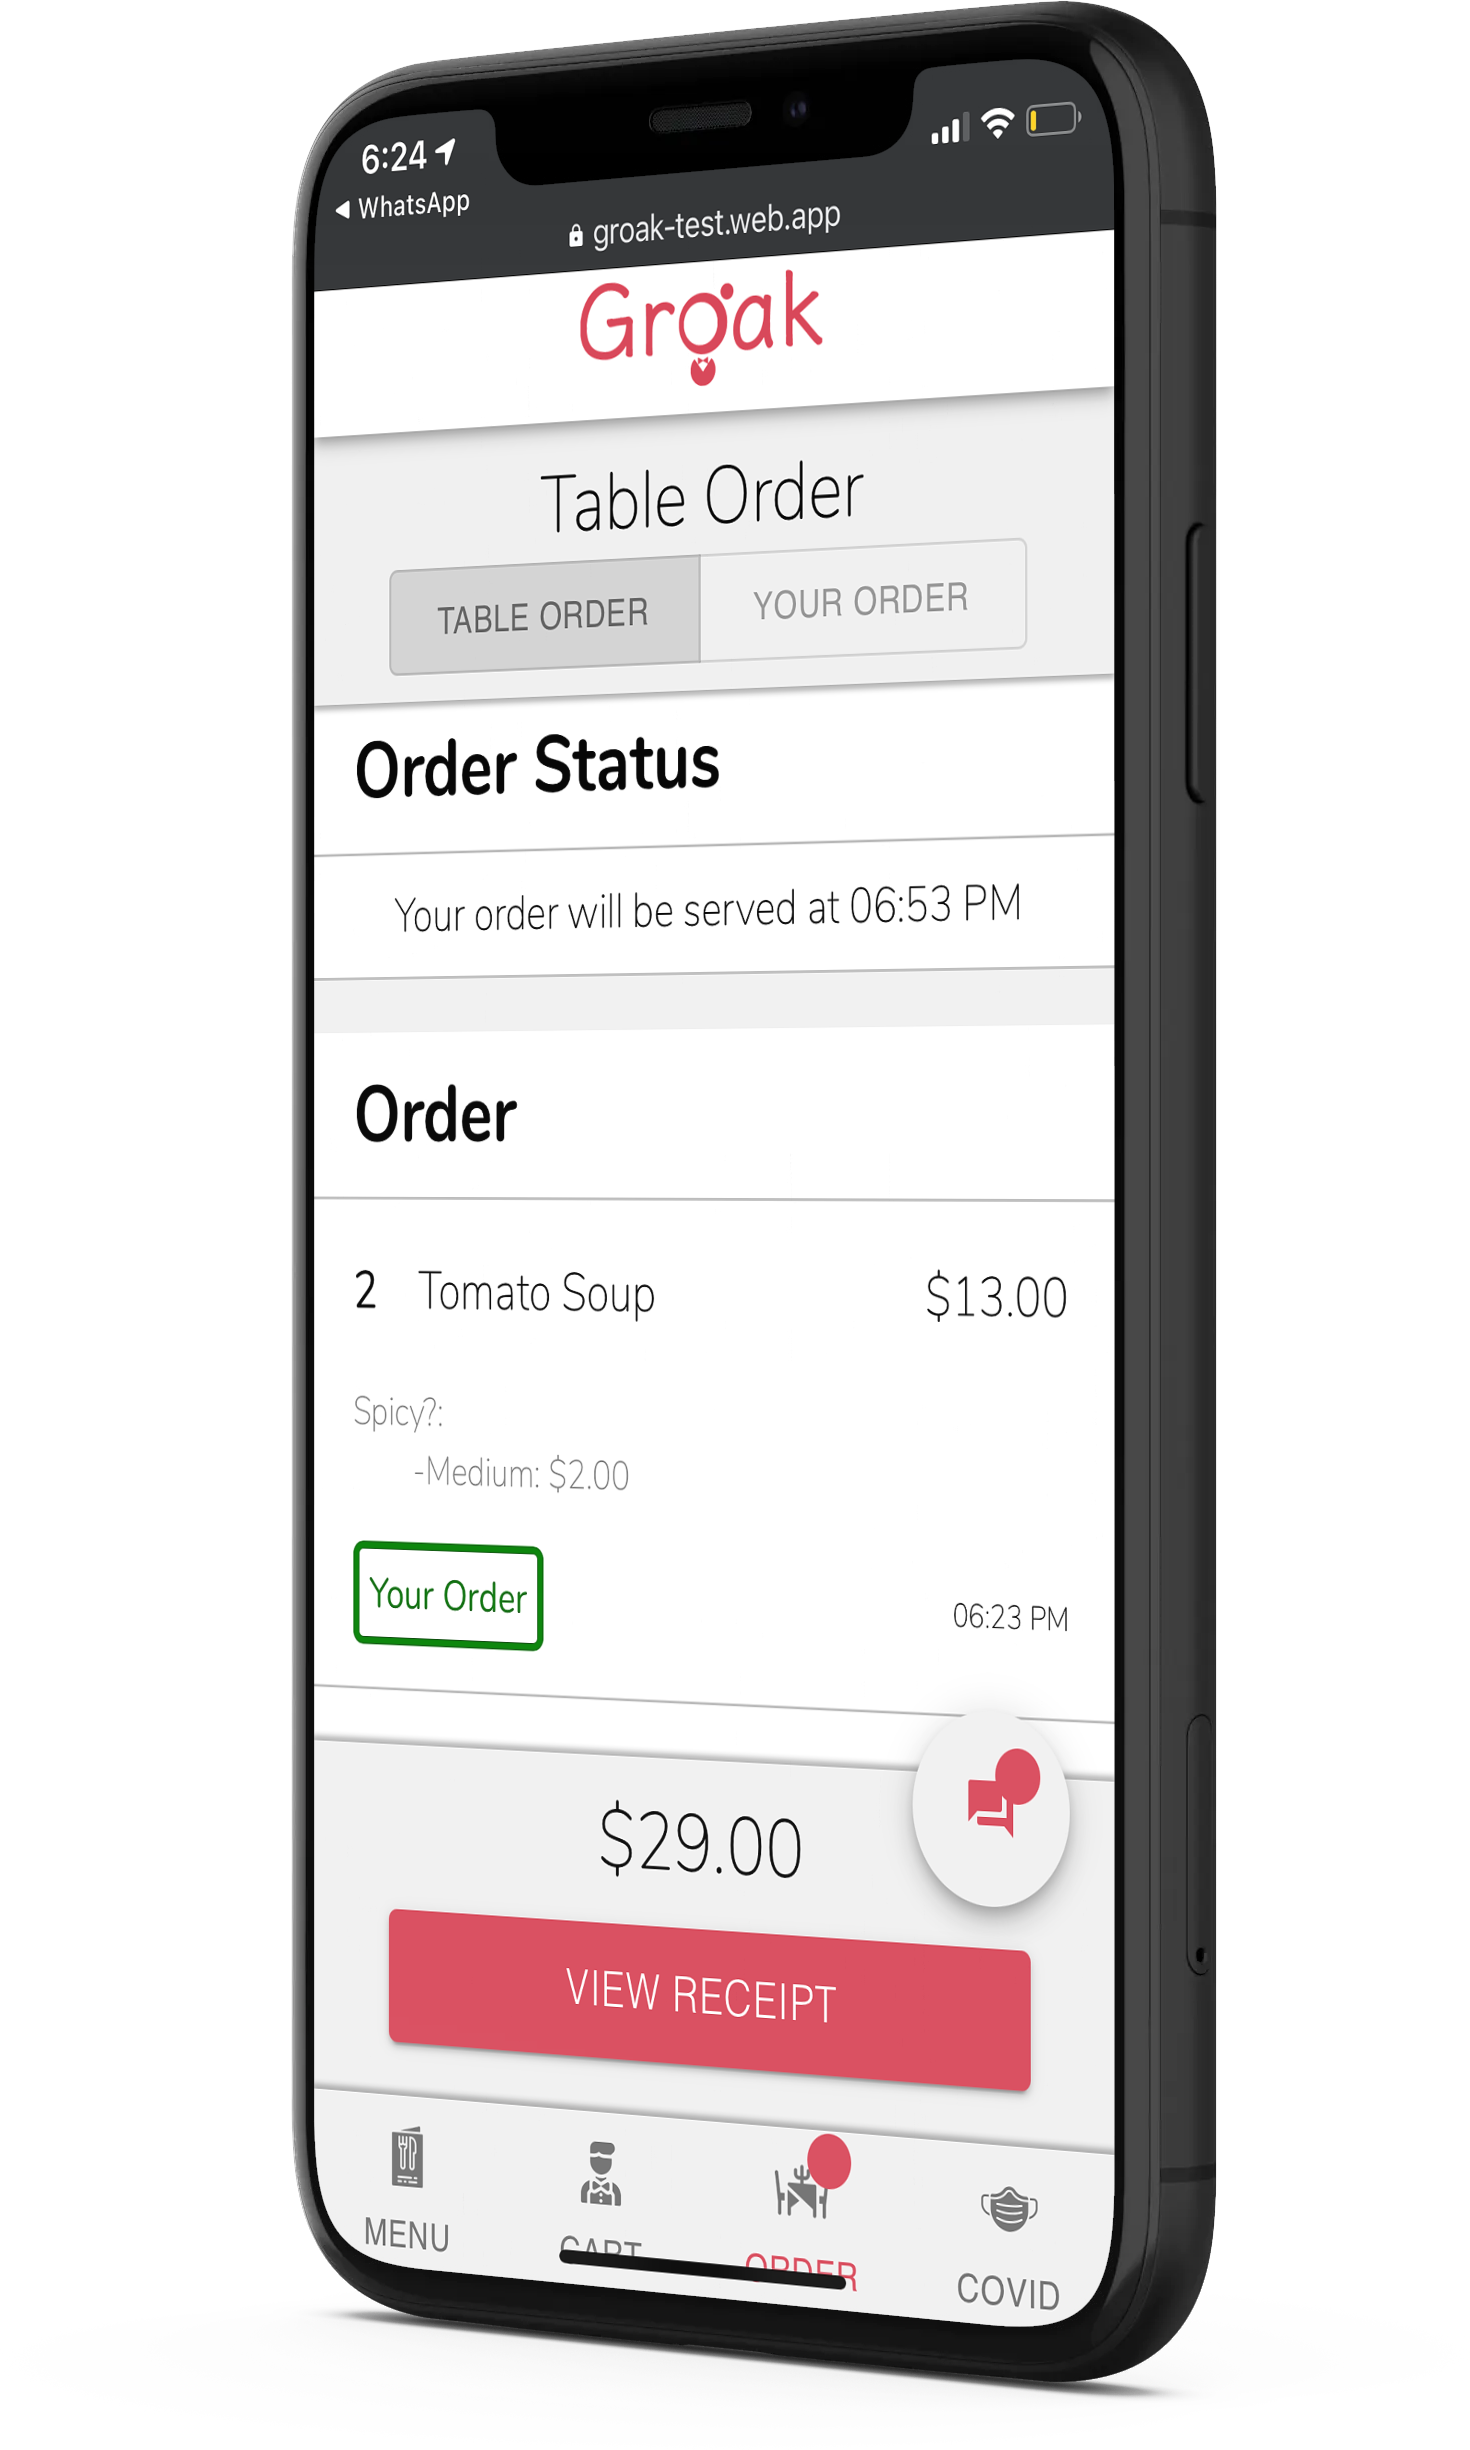 6:24
WhatsApp
groak-test.web.app
Groak
Table Order
TABLE ORDER YOUR ORDER
Order Status
Your order will be served at 06:53 PM
Order
2 Tomato Soup $13.00
Spicy?:
-Medium: $2.00
Your Order
06:23 PM
$29.00
VIEW RECEIPT
MENU CART ORDER COVID